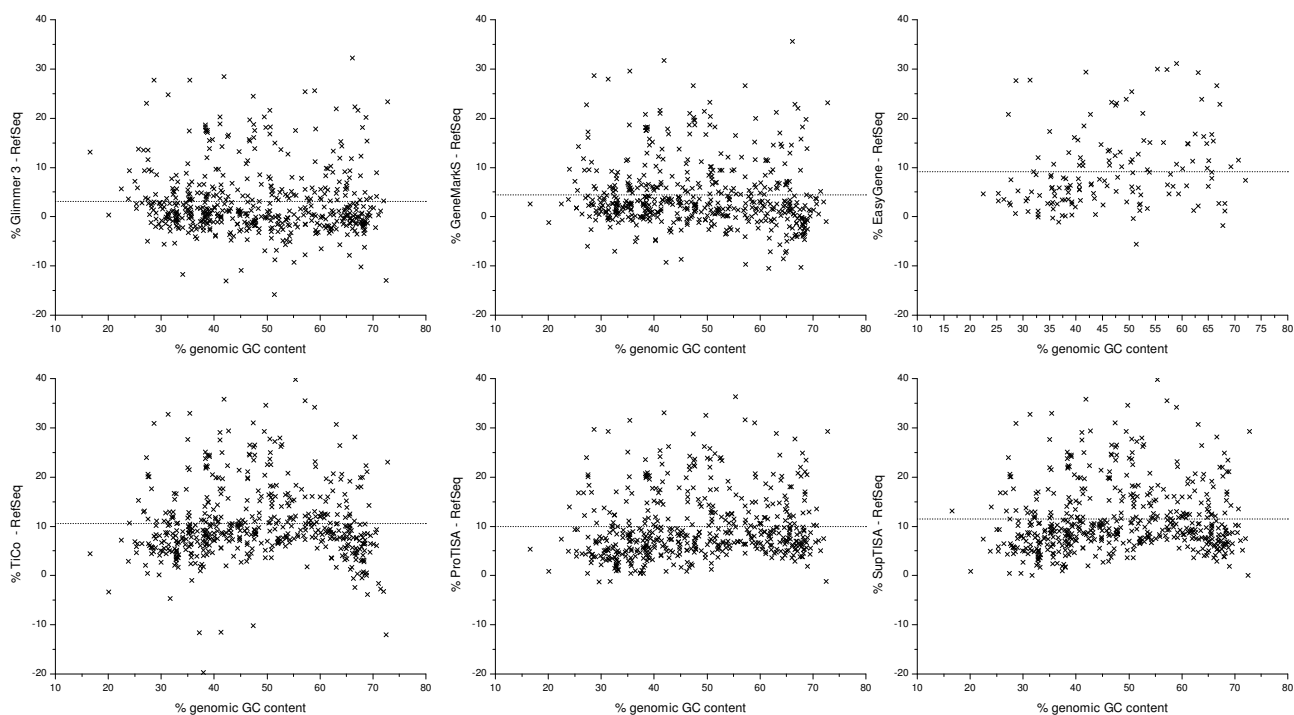 40
30
20
10
0
-10
-20
10 20 30 40 50 60 70 80
% genomic GC content
% Glimmer 3 - RefSeq
40
30
20
10
0
-10
-20
10 20 30 40 50 60 70 80
% genomic GC content
% GeneMarkS - RefSeq
40
30
20
10
0
-10
-20
10 15 20 25 30 35 40 45 50 55 60 65 70 75 80
% genomic GC content
% EasyGene - RefSeq
40
30
20
10
0
-10
-20
10 20 30 40 50 60 70 80
% genomic GC content
% TiCo - RefSeq
40
30
20
10
0
-10
-20
10 20 30 40 50 60 70 80
% genomic GC content
% ProTISA - RefSeq
40
30
20
10
0
-10
-20
10 20 30 40 50 60 70 80
% genomic GC content
% SupTISA - RefSeq